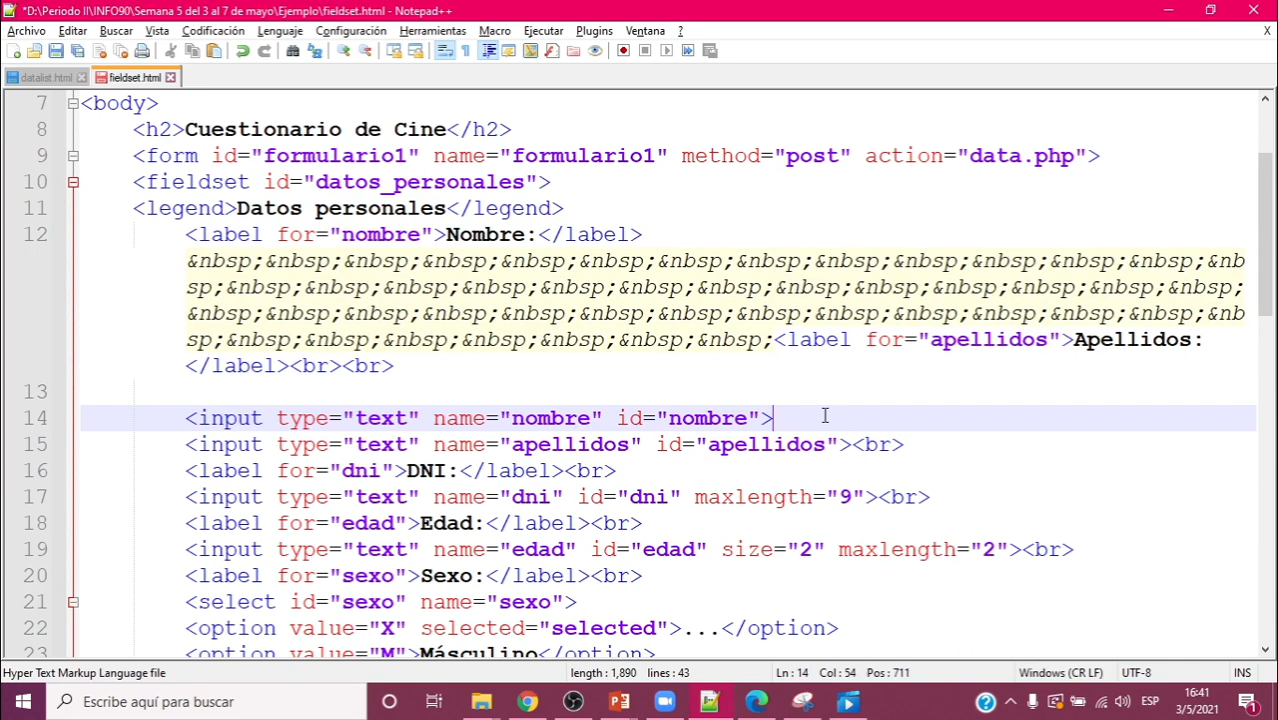 *D:\Periodo II\INFO90\Semana 5 del 3 al 7 de mayo\Ejemplo\fieldset.html - Notepad++
Archivo Editar Buscar Vista Codificación Lenguaje Configuración Herramientas Macro Ejecutar Plugins Ventana ? X
datalist.html fieldset.html
7 <body>
8 <h2>Cuestionario de Cine</h2>
9 <form id="formulario1" name="formulario1" method="post" action="data.php">
10 <fieldset id="datos_personales">
11 <legend>Datos personales</legend>
12 <label for="nombre">Nombre:</label>
&nbsp;&nbsp;&nbsp;&nbsp;&nbsp;&nbsp;&nbsp;&nbsp;&nbsp;&nbsp;&nbsp;&nbsp;&nbsp;&nb
sp;&nbsp;&nbsp;&nbsp;&nbsp;&nbsp;&nbsp;&nbsp;&nbsp;&nbsp;&nbsp;&nbsp;&nbsp;&nbsp;
&nbsp;&nbsp;&nbsp;&nbsp;&nbsp;&nbsp;&nbsp;&nbsp;&nbsp;&nbsp;&nbsp;&nbsp;&nbsp;&nb
sp;&nbsp;&nbsp;&nbsp;&nbsp;&nbsp;&nbsp;&nbsp;<label for="apellidos">Apellidos:
</label><br><br>
13
14 <input type="text" name="nombre" id="nombre">
15 <input type="text" name="apellidos" id="apellidos"><br>
16 <label for="dni">DNI:</label><br>
17 <input type="text" name="dni" id="dni" maxlength="9"><br>
18 <label for="edad">Edad:</label><br>
19 <input type="text" name="edad" id="edad" size="2" maxlength="2"><br>
20 <label for="sexo">Sexo:</label><br>
21 <select id="sexo" name="sexo">
22 <option value="X" selected="selected">...</option>
23 <option value="M">Másculino</option>
Hyper Text Markup Language file length : 1,890 lines : 43 Ln : 14 Col : 54 Pos : 711 Windows (CR LF) UTF-8 INS
Escribe aquí para buscar ESP 16:41
3/5/2021